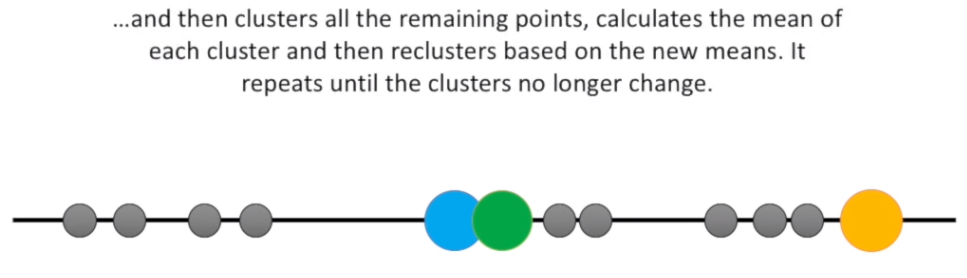 ...and then clusters all the remaining points, calculates the mean of
each cluster and then reclusters based on the new means. It
repeats until the clusters no longer change.